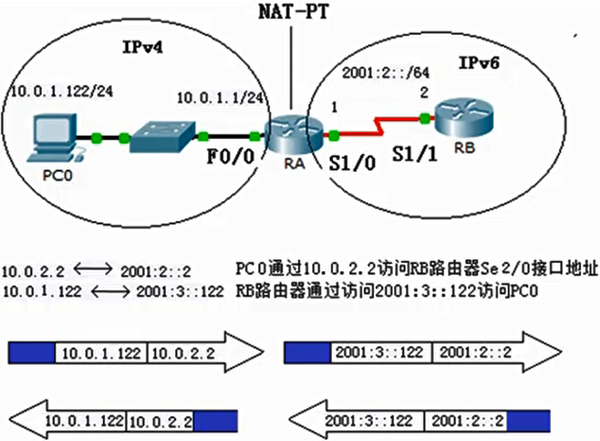 NAT-PT
IPv4
IPv6
10.0.1.122/24
10.0.1.1/24
2001:2::/64
1
2
F0/0
RA
S1/0
S1/1
RB
PC0
10.0.2.2 ⟷ 2001:2::2 PC0通过10.0.2.2访问RB路由器Se2/0接口地址
10.0.1.122 ⟷ 2001:3::122 RB路由器通过访问2001:3::122访问PC0
10.0.1.122 10.0.2.2
2001:3::122 2001:2::2
10.0.1.122 10.0.2.2
2001:3::122 2001:2::2